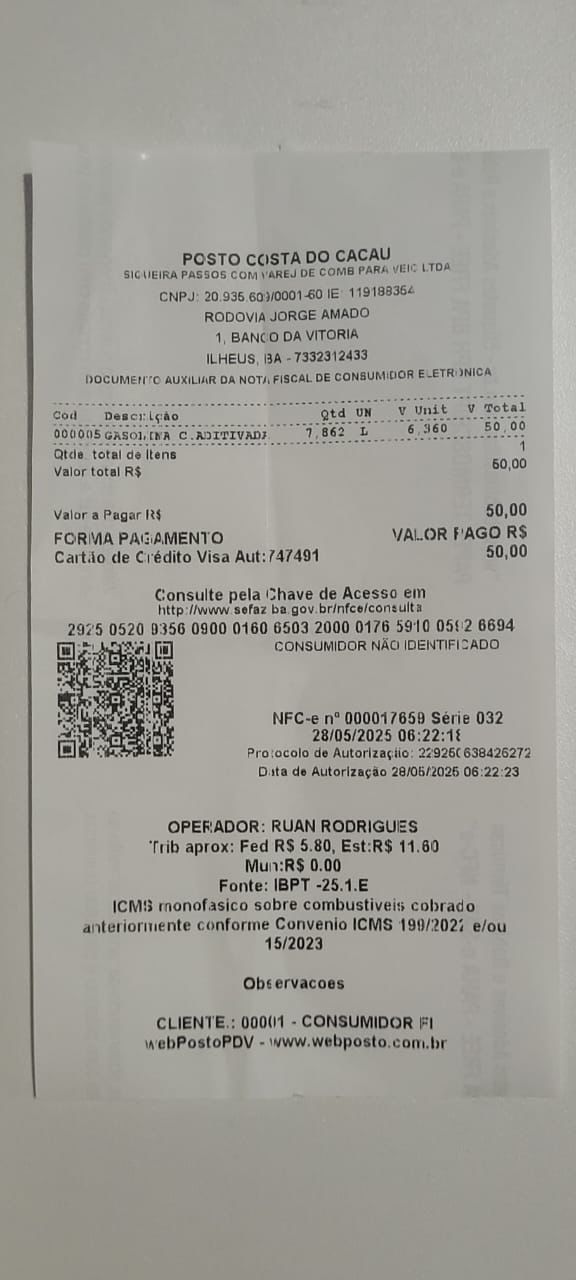 POSTO COSTA DO CACAU
SIQUEIRA PASSOS COM VAREJ DE COMB PARA VEIC LTDA
CNPJ: 20.935.609/0001-60 IE: 119188364
RODOVIA JORGE AMADO
1, BANCO DA VITORIA
ILHEUS, BA - 7332312433
DOCUMENTO AUXILIAR DA NOTA FISCAL DE CONSUMIDOR ELETRONICA
Cod Descrição Qtd UN V Unit V Total
000005 GASOLINA C.ADITIVADA 7,862 L 6,360 50,00
Qtde. total de Itens 1
Valor total R$ 50,00
Valor a Pagar R$ 50,00
FORMA PAGAMENTO VALOR PAGO R$
Cartão de Crédito Visa Aut:747491 50,00
Consulte pela Chave de Acesso em
http://www.sefaz.ba.gov.br/nfce/consulta
2925 0520 9356 0900 0160 6503 2000 0176 5910 0592 6694
CONSUMIDOR NÃO IDENTIFICADO
NFC-e nº 000017659 Série 032
28/05/2025 06:22:18
Protocolo de Autorização: 229250638426272
Data de Autorização 28/05/2025 06:22:23
OPERADOR: RUAN RODRIGUES
Trib aprox: Fed R$ 5.80, Est:R$ 11.60
Mun:R$ 0.00
Fonte: IBPT -25.1.E
ICMS monofasico sobre combustiveis cobrado
anteriormente conforme Convenio ICMS 199/2022 e/ou
15/2023
Observacoes
CLIENTE.: 00001 - CONSUMIDOR FI
webPostoPDV - www.webposto.com.br